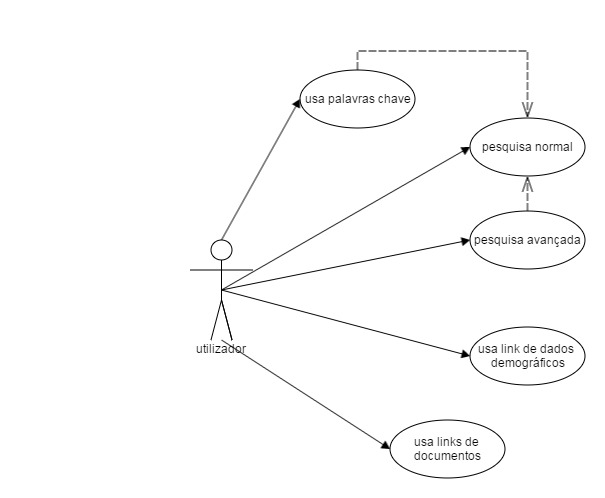 usa palavras chave
pesquisa normal
pesquisa avançada
utilizador
usa link de dados
demográficos
usa links de
documentos